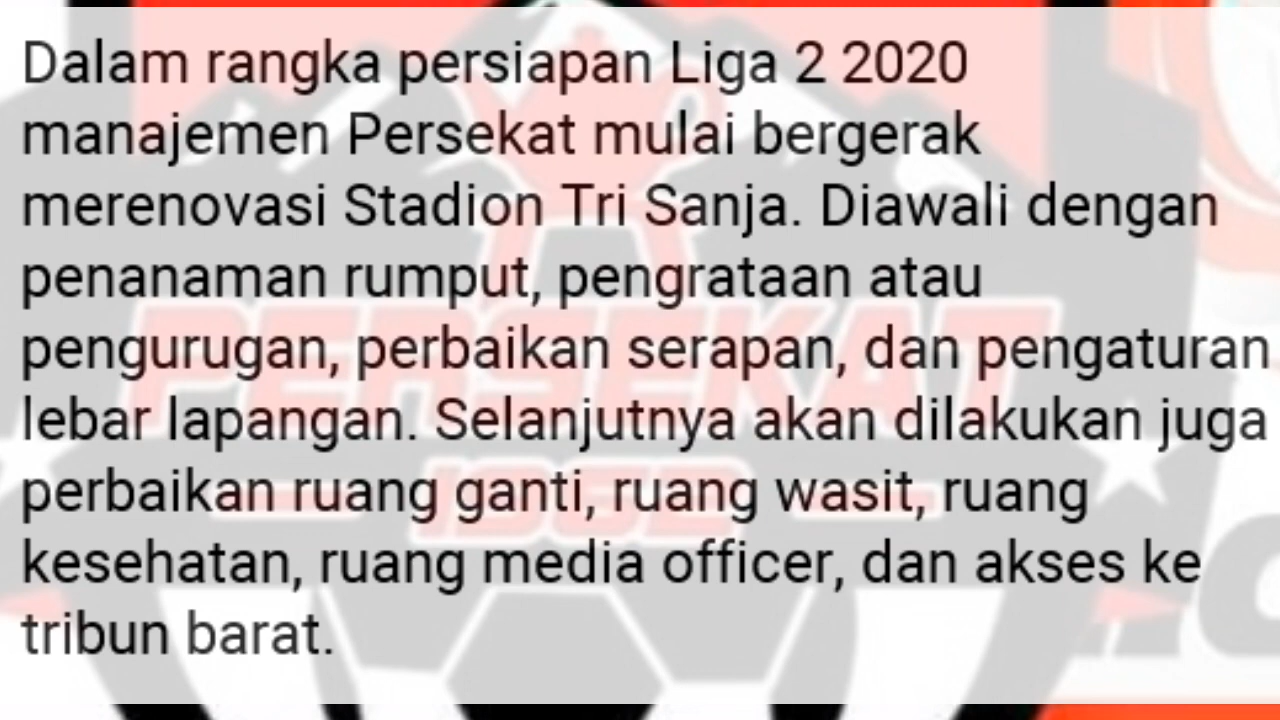 Dalam rangka persiapan Liga 2 2020
manajemen Persekat mulai bergerak
merenovasi Stadion Tri Sanja. Diawali dengan
penanaman rumput, pengrataan atau
pengurugan, perbaikan serapan, dan pengaturan
lebar lapangan. Selanjutnya akan dilakukan juga
perbaikan ruang ganti, ruang wasit, ruang
kesehatan, ruang media officer, dan akses ke
tribun barat.
PERSEKAT